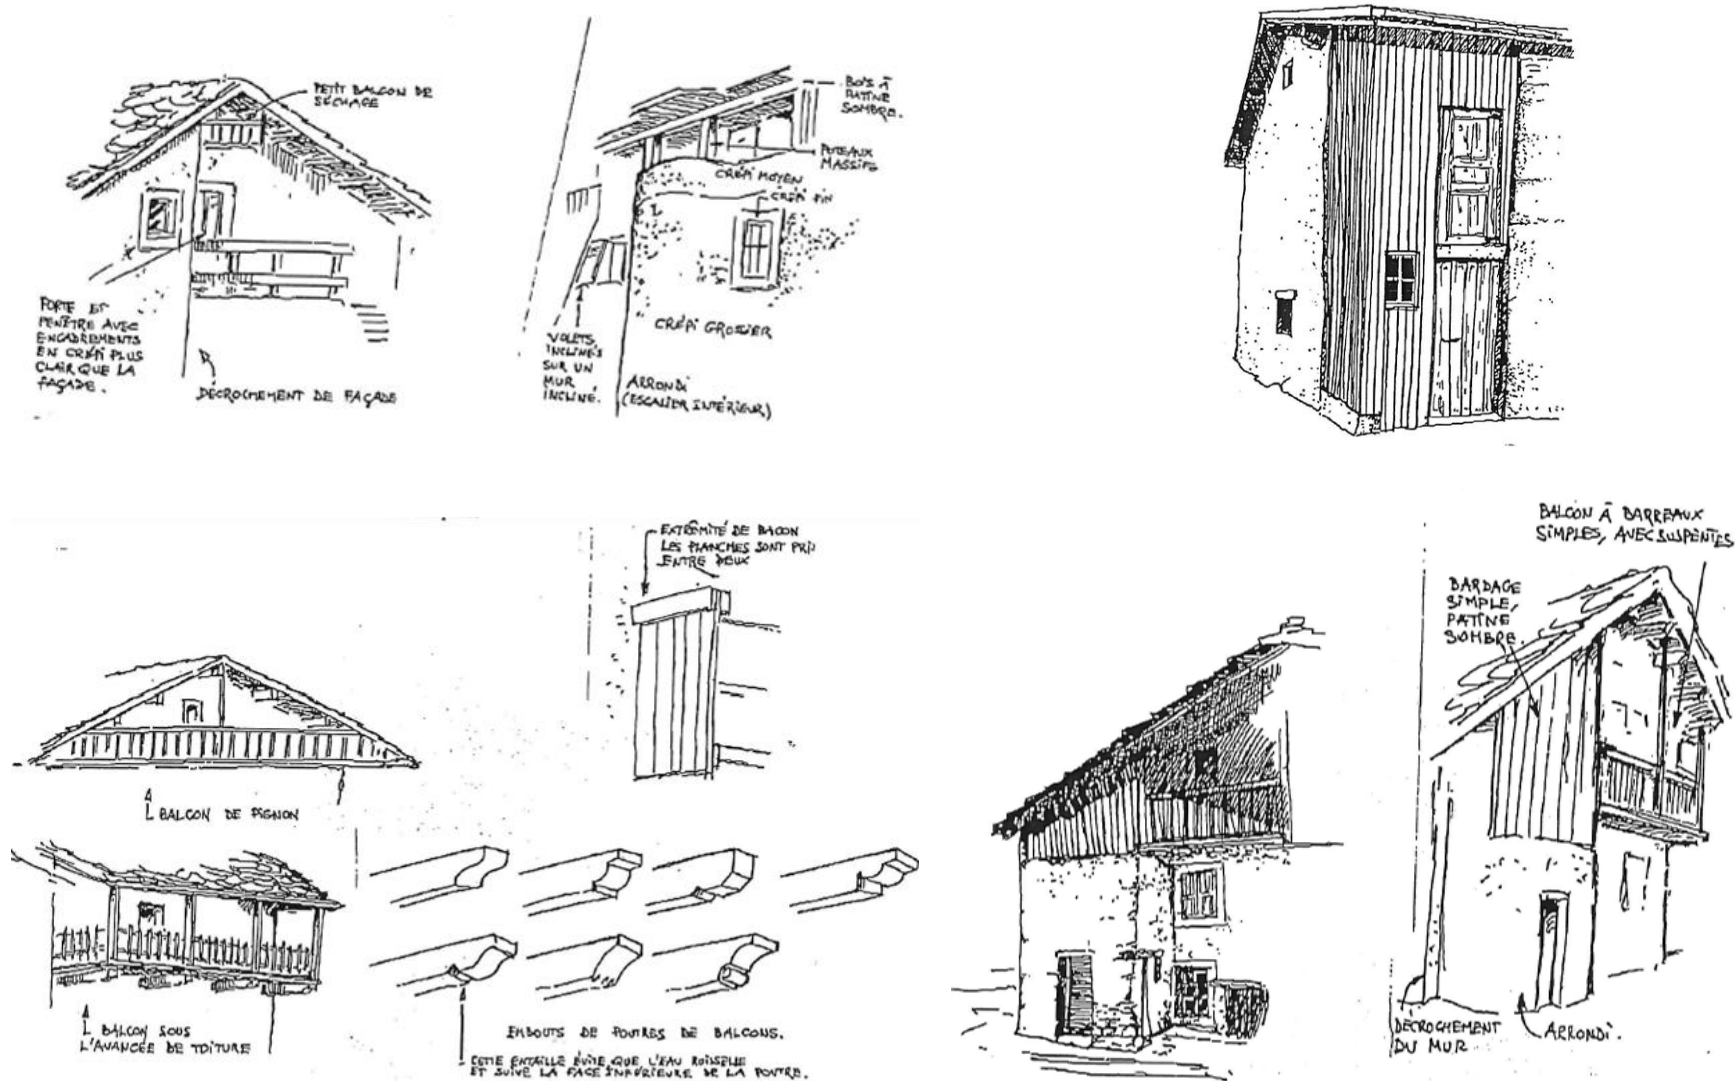 PETIT BALCON DE
SÉCHAGE
PORTE ET
FENÊTRE AVEC
ENCADREMENTS
EN CRÉPI PLUS
CLAIR QUE LA
FAÇADE.
DÉCROCHEMENT DE FAÇADE
BOIS À
PATINE
SOMBRE.
POTEAUX
MASSIFS
CRÉPI MOYEN
CRÉPI FIN
CRÉPI GROSSIER
VOLETS
INCLINÉS
SUR UN
MUR
INCLINÉ.
ARRONDI
(ESCALIER INTÉRIEUR)
EXTRÊMITÉ DE BACON
LES PLANCHES SONT PRI
ENTRE DEUX
BALCON DE PIGNON
BALCON SOUS
L'AVANCÉE DE TOITURE
EMBOUTS DE POUTRES DE BALCONS.
CETTE ENTAILLE ÉVITE QUE L'EAU RUISSELLE
ET SUIVE LA FACE INFÉRIEURE DE LA POUTRE.
BALCON À BARREAUX
SIMPLES, AVEC SUSPENTES
BARDAGE
SIMPLE,
PATINE
SOMBRE.
DÉCROCHEMENT
DU MUR
ARRONDI.